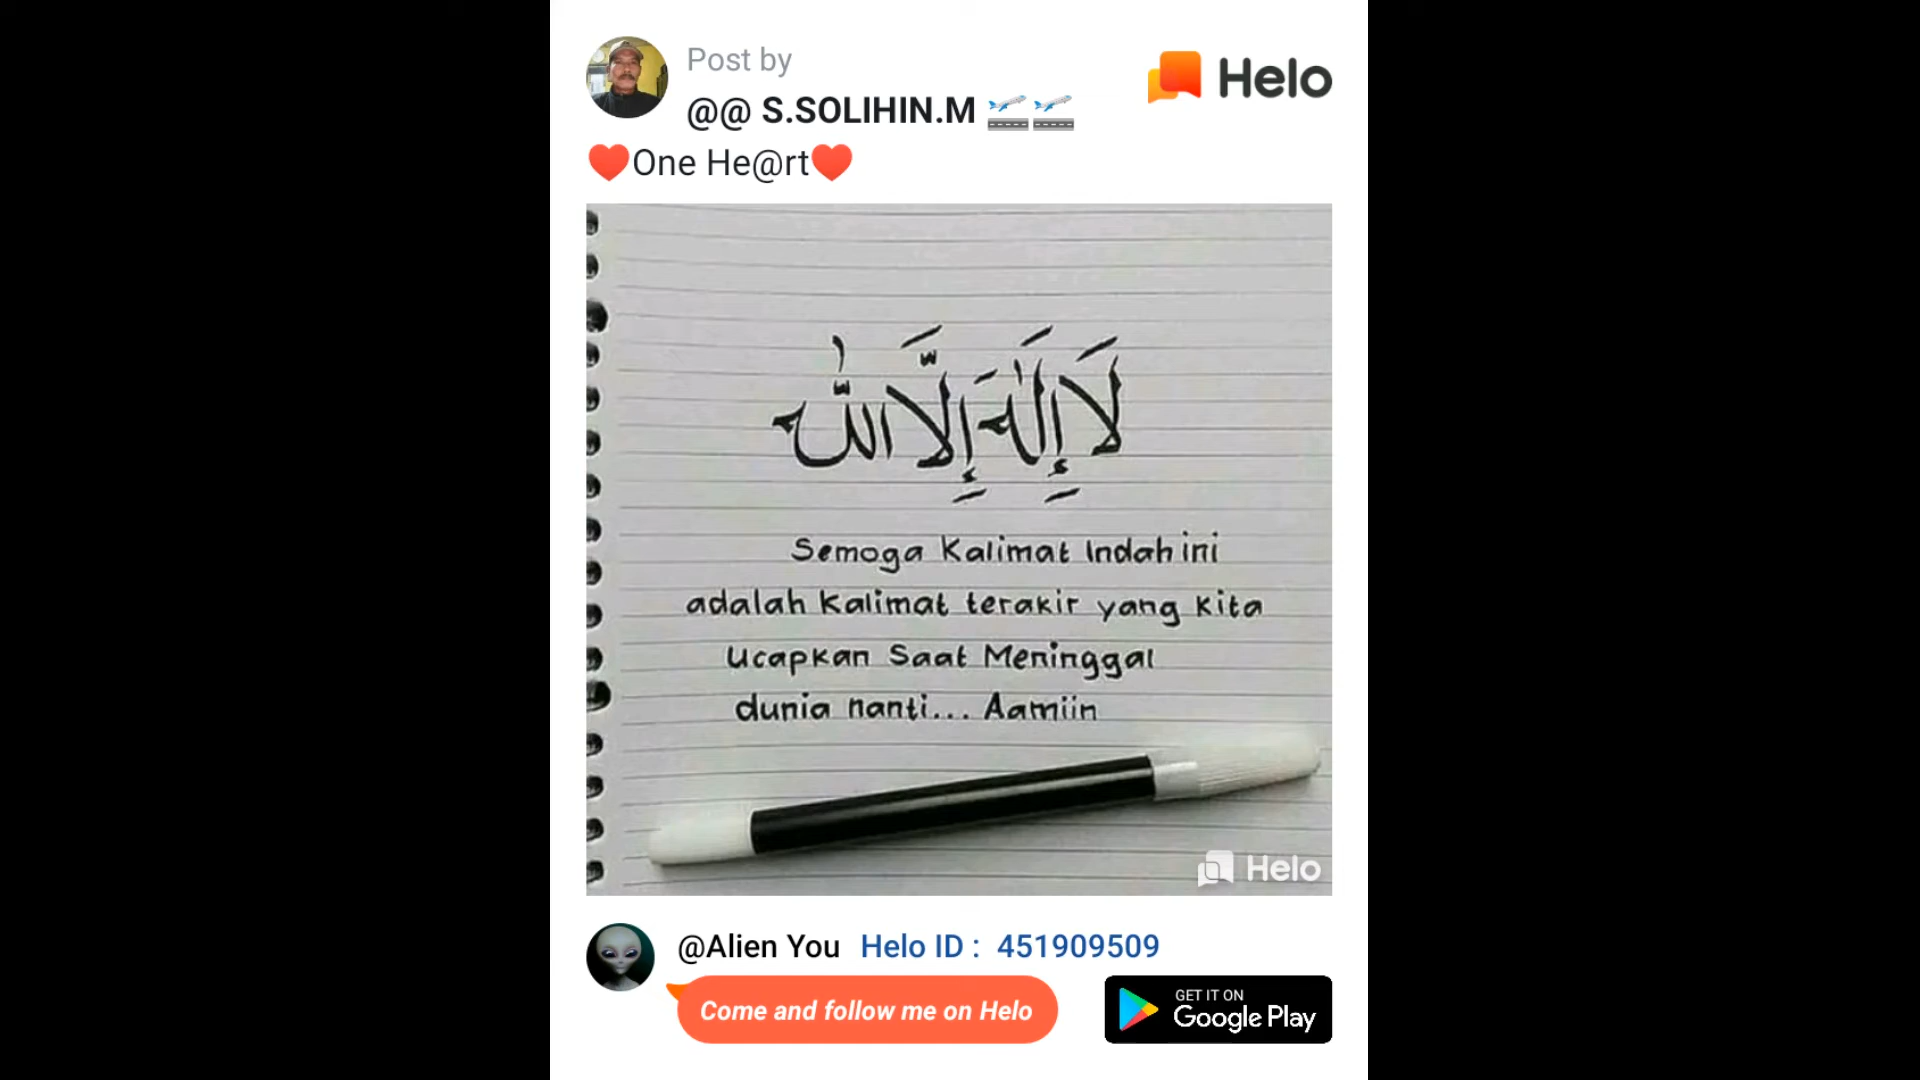 Post by
@@ S.SOLIHIN.M 🛫🛫
Helo
❤️One He@rt❤️
لَا إِلَٰهَ إِلَّا اللّٰه
Semoga Kalimat Indah ini
adalah Kalimat terakir yang Kita
Ucapkan Saat Meninggal
dunia nanti... Aamiin
Helo
@Alien You Helo ID : 451909509
Come and follow me on Helo
GET IT ON
Google Play